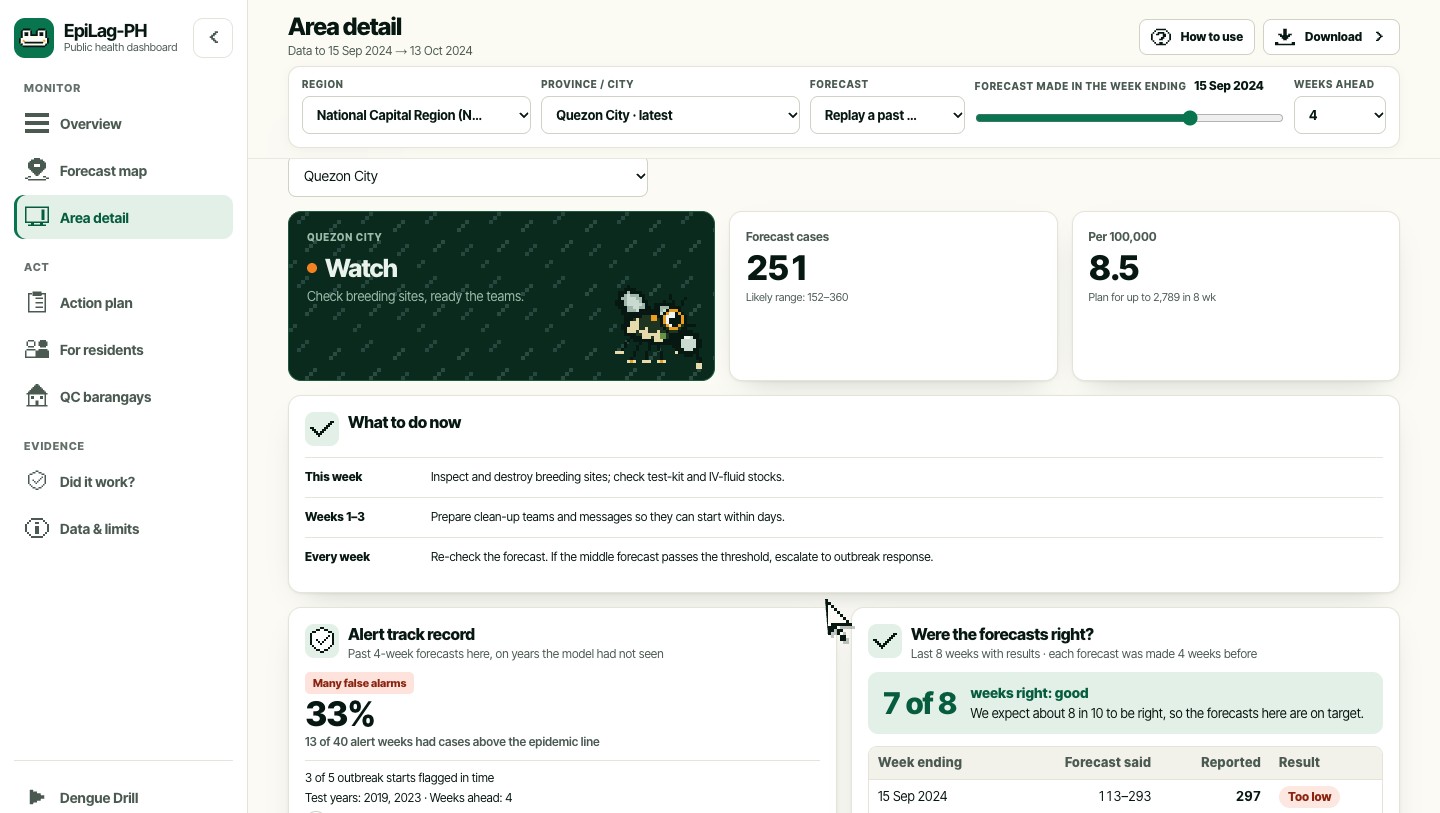 EpiLag-PH
Public health dashboard
MONITOR
Overview
Forecast map
Area detail
ACT
Action plan
For residents
QC barangays
EVIDENCE
Did it work?
Data & limits
Dengue Drill
Area detail
Data to 15 Sep 2024 → 13 Oct 2024
How to use
Download
REGION
National Capital Region (N...
PROVINCE / CITY
Quezon City · latest
FORECAST
Replay a past ...
FORECAST MADE IN THE WEEK ENDING 15 Sep 2024
WEEKS AHEAD
4
Quezon City
QUEZON CITY
Watch
Check breeding sites, ready the teams.
Forecast cases
251
Likely range: 152–360
Per 100,000
8.5
Plan for up to 2,789 in 8 wk
What to do now
This week Inspect and destroy breeding sites; check test-kit and IV-fluid stocks.
Weeks 1–3 Prepare clean-up teams and messages so they can start within days.
Every week Re-check the forecast. If the middle forecast passes the threshold, escalate to outbreak response.
Alert track record
Past 4-week forecasts here, on years the model had not seen
Many false alarms
33%
13 of 40 alert weeks had cases above the epidemic line
3 of 5 outbreak starts flagged in time
Test years: 2019, 2023 · Weeks ahead: 4
Were the forecasts right?
Last 8 weeks with results · each forecast was made 4 weeks before
7 of 8
weeks right: good
We expect about 8 in 10 to be right, so the forecasts here are on target.
Week ending Forecast said Reported Result
15 Sep 2024 113–293 297 Too low